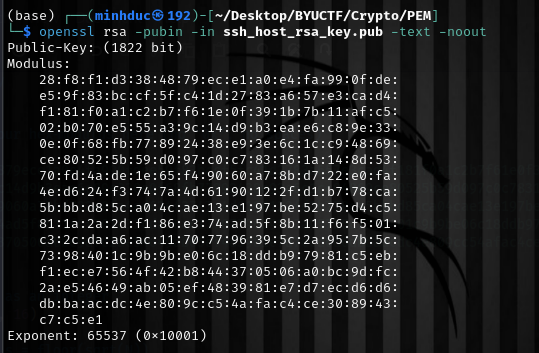 (base) ┌──(minhduc㉿192)-[~/Desktop/BYUCTF/Crypto/PEM]
└─$ openssl rsa -pubin -in ssh_host_rsa_key.pub -text -noout
Public-Key: (1822 bit)
Modulus:
    28:f8:f1:d3:38:48:79:ec:e1:a0:e4:fa:99:0f:de:
    e5:9f:83:bc:cf:5f:c4:1d:27:83:a6:57:e3:ca:d4:
    f1:81:f0:a1:c2:b7:f6:1e:0f:39:1b:7b:11:af:c5:
    02:b0:70:e5:55:a3:9c:14:d9:b3:ea:e6:c8:9e:33:
    0e:0f:68:fb:77:89:24:38:e9:3e:6c:1c:c9:48:69:
    ce:80:52:5b:59:d0:97:c0:c7:83:16:1a:14:8d:53:
    70:fd:4a:de:1e:65:f4:90:60:a7:8b:d7:22:e0:fa:
    4e:d6:24:f3:74:7a:4d:61:90:12:2f:d1:b7:78:ca:
    5b:bb:d8:5c:a0:4c:ae:13:e1:97:be:52:75:d4:c5:
    81:1a:2a:2d:f1:86:e3:74:ad:5f:8b:11:f6:f5:01:
    c3:2c:da:a6:ac:11:70:77:96:39:5c:2a:95:7b:5c:
    73:98:40:1c:9b:9b:e0:6c:18:dd:b9:79:81:c5:eb:
    f1:ec:e7:56:4f:42:b8:44:37:05:06:a0:bc:9d:fc:
    2a:e5:46:49:ab:05:ef:48:39:81:e7:d7:ec:d6:d6:
    db:ba:ac:dc:4e:80:9c:c5:4a:fa:c4:ce:30:89:43:
    c7:c5:e1
Exponent: 65537 (0×10001)